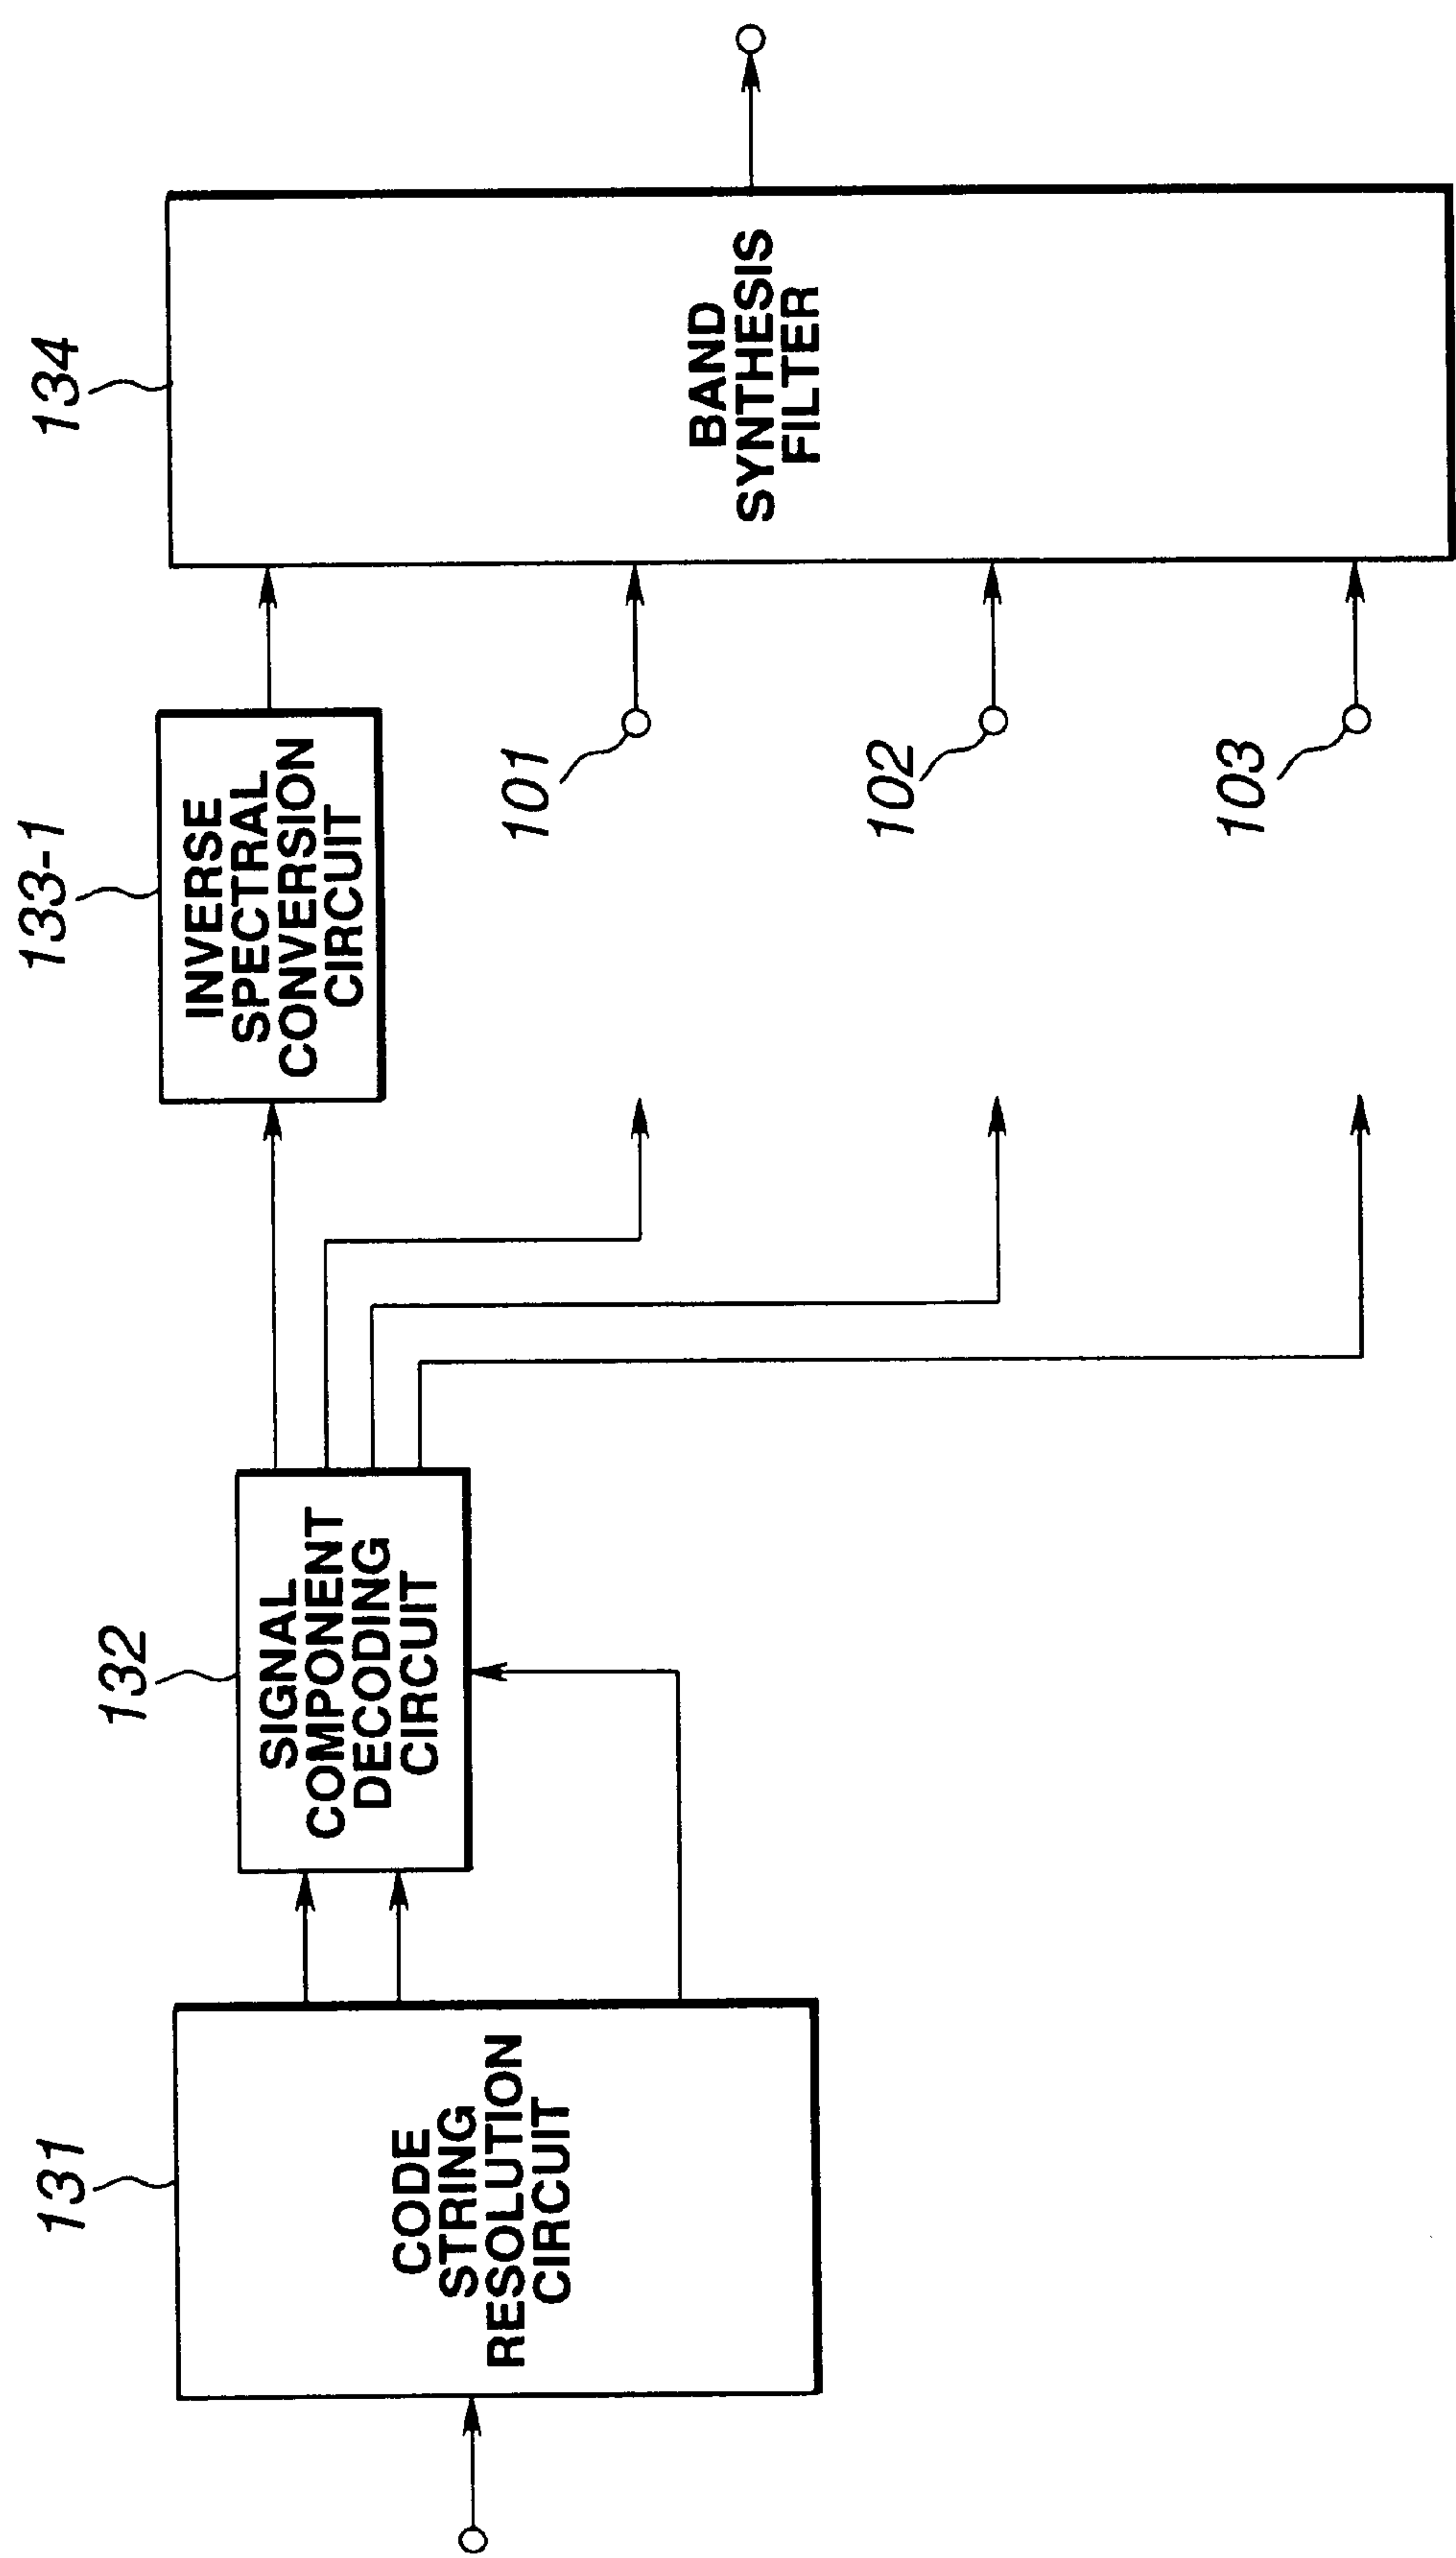 131
CODE
STRING
RESOLUTION
CIRCUIT
132
SIGNAL
COMPONENT
DECODING
CIRCUIT
133-1
INVERSE
SPECTRAL
CONVERSION
CIRCUIT
101
102
103
134
BAND
SYNTHESIS
FILTER